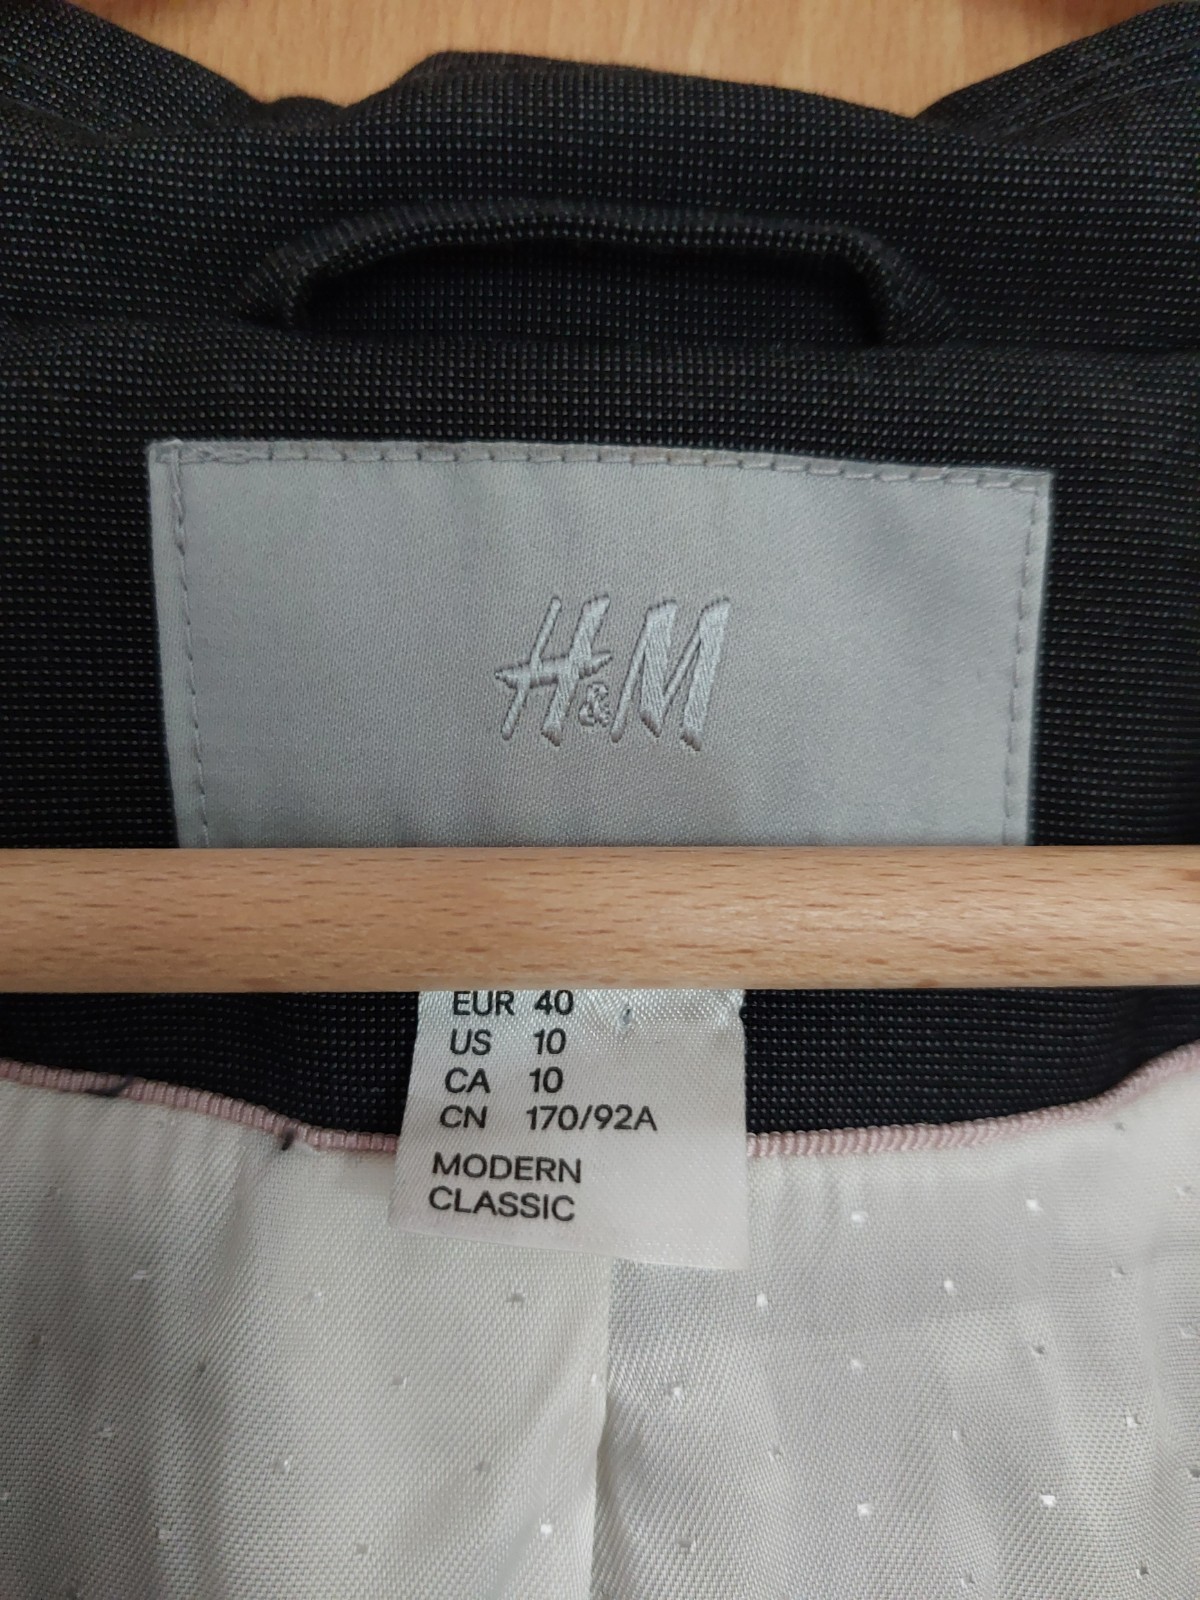 H&M
EUR 40
US 10
CA 10
CN 170/92A
MODERN
CLASSIC